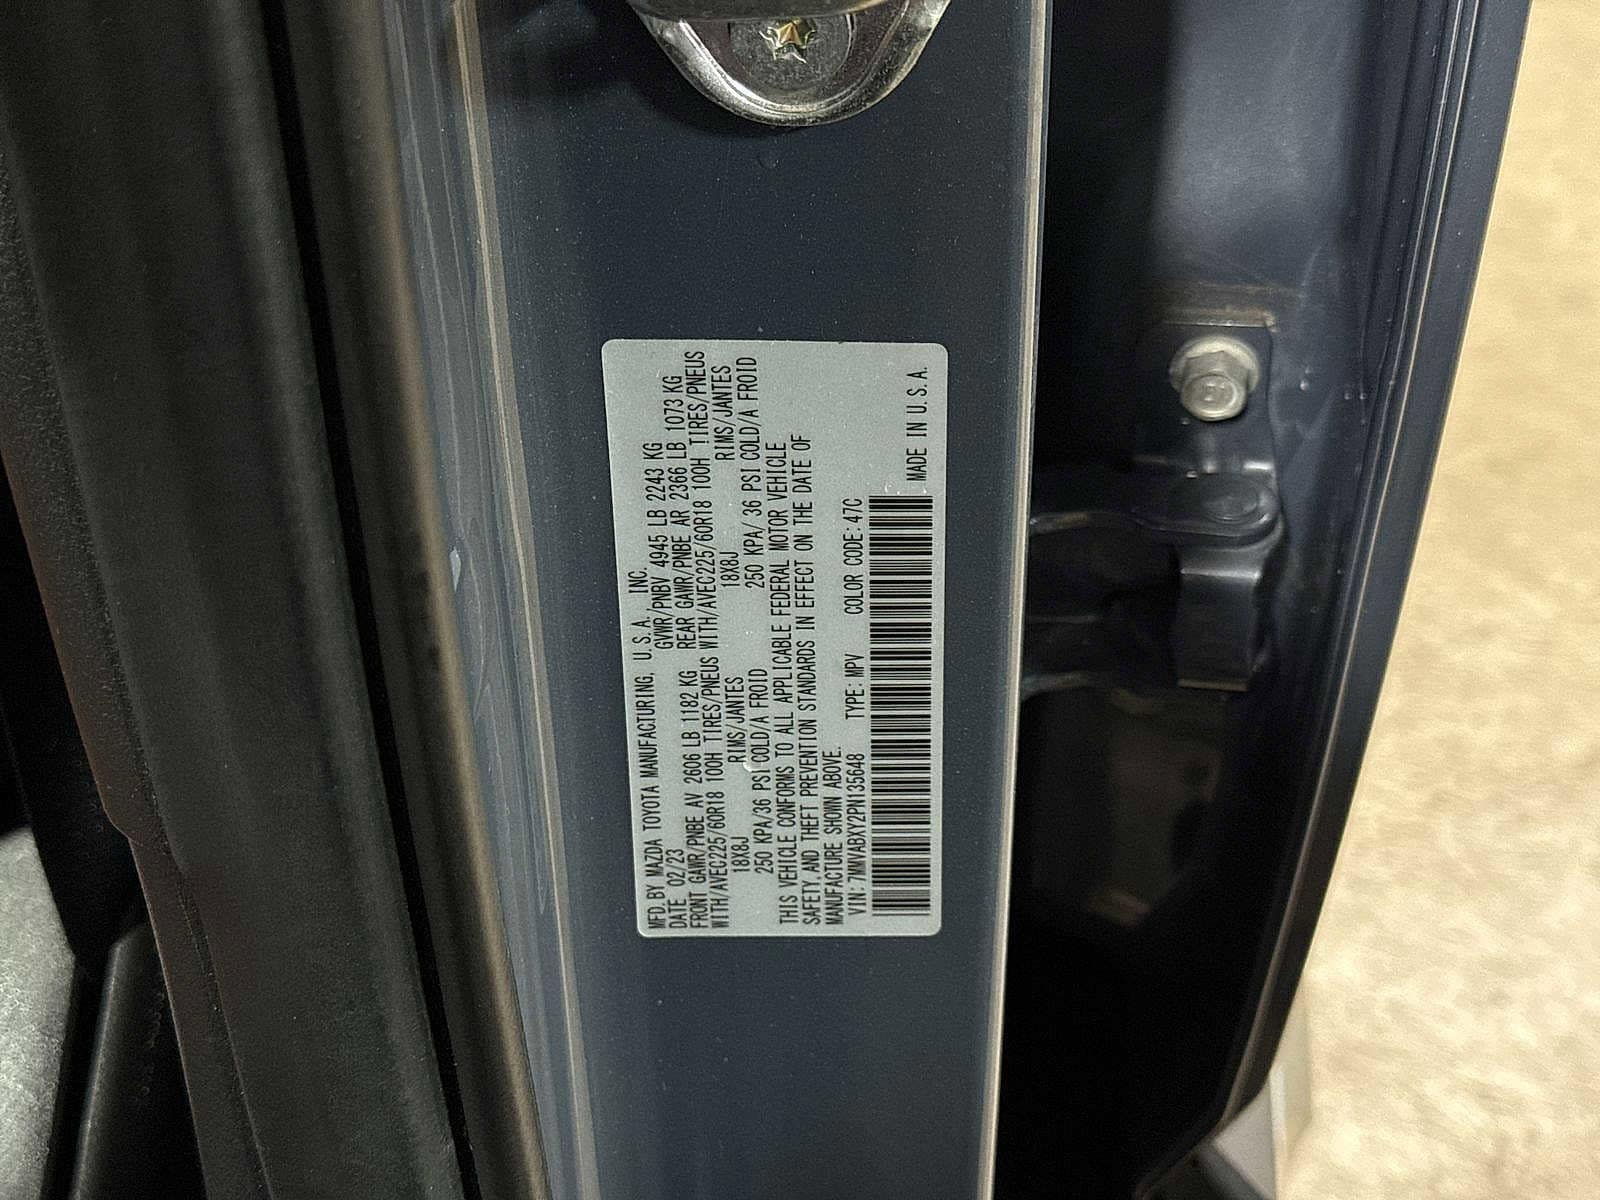 MFD. BY MAZDA TOYOTA MANUFACTURING, U.S.A., INC.
DATE 02/23 GVWR/PNBV 4945 LB 2243 KG
FRONT GAWR/PNBE AV 2606 LB 1182 KG REAR GAWR/PNBE AR 2366 LB 1073 KG
WITH/AVEC225/60R18 100H TIRES/PNEUS WITH/AVEC225/60R18 100H TIRES/PNEUS
18X8J RIMS/JANTES 18X8J RIMS/JANTES
250 KPA/36 PSI COLD/A FROID 250 KPA/ 36 PSI COLD/A FROID
THIS VEHICLE CONFORMS TO ALL APPLICABLE FEDERAL MOTOR VEHICLE
SAFETY, AND THEFT PREVENTION STANDARDS IN EFFECT ON THE DATE OF
MANUFACTURE SHOWN ABOVE.
VIN: 7MMVABXY2PN135648 TYPE: MPV COLOR CODE: 47C
MADE IN U.S.A.